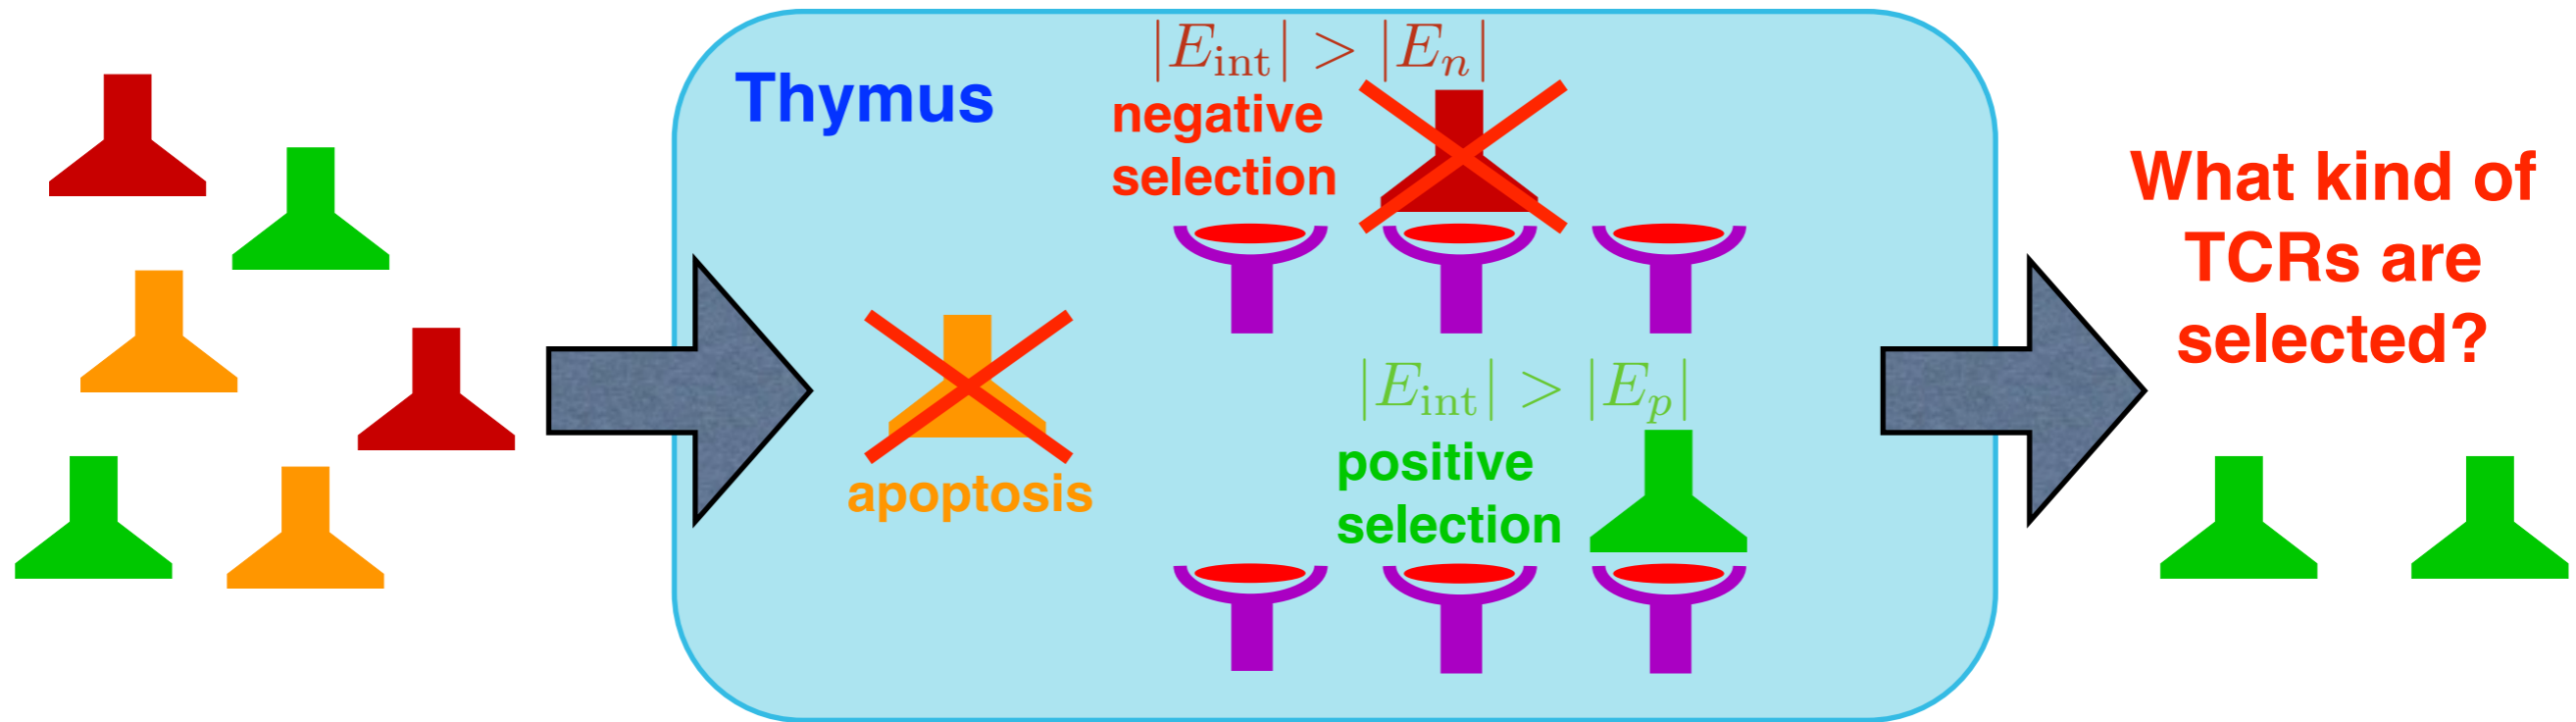 Thymus
|E_int| > |E_n|
negative
selection
apoptosis
|E_int| > |E_p|
positive
selection
What kind of
TCRs are
selected?